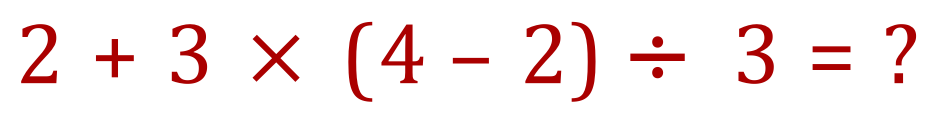 2 + 3 × (4 – 2) ÷ 3 = ?